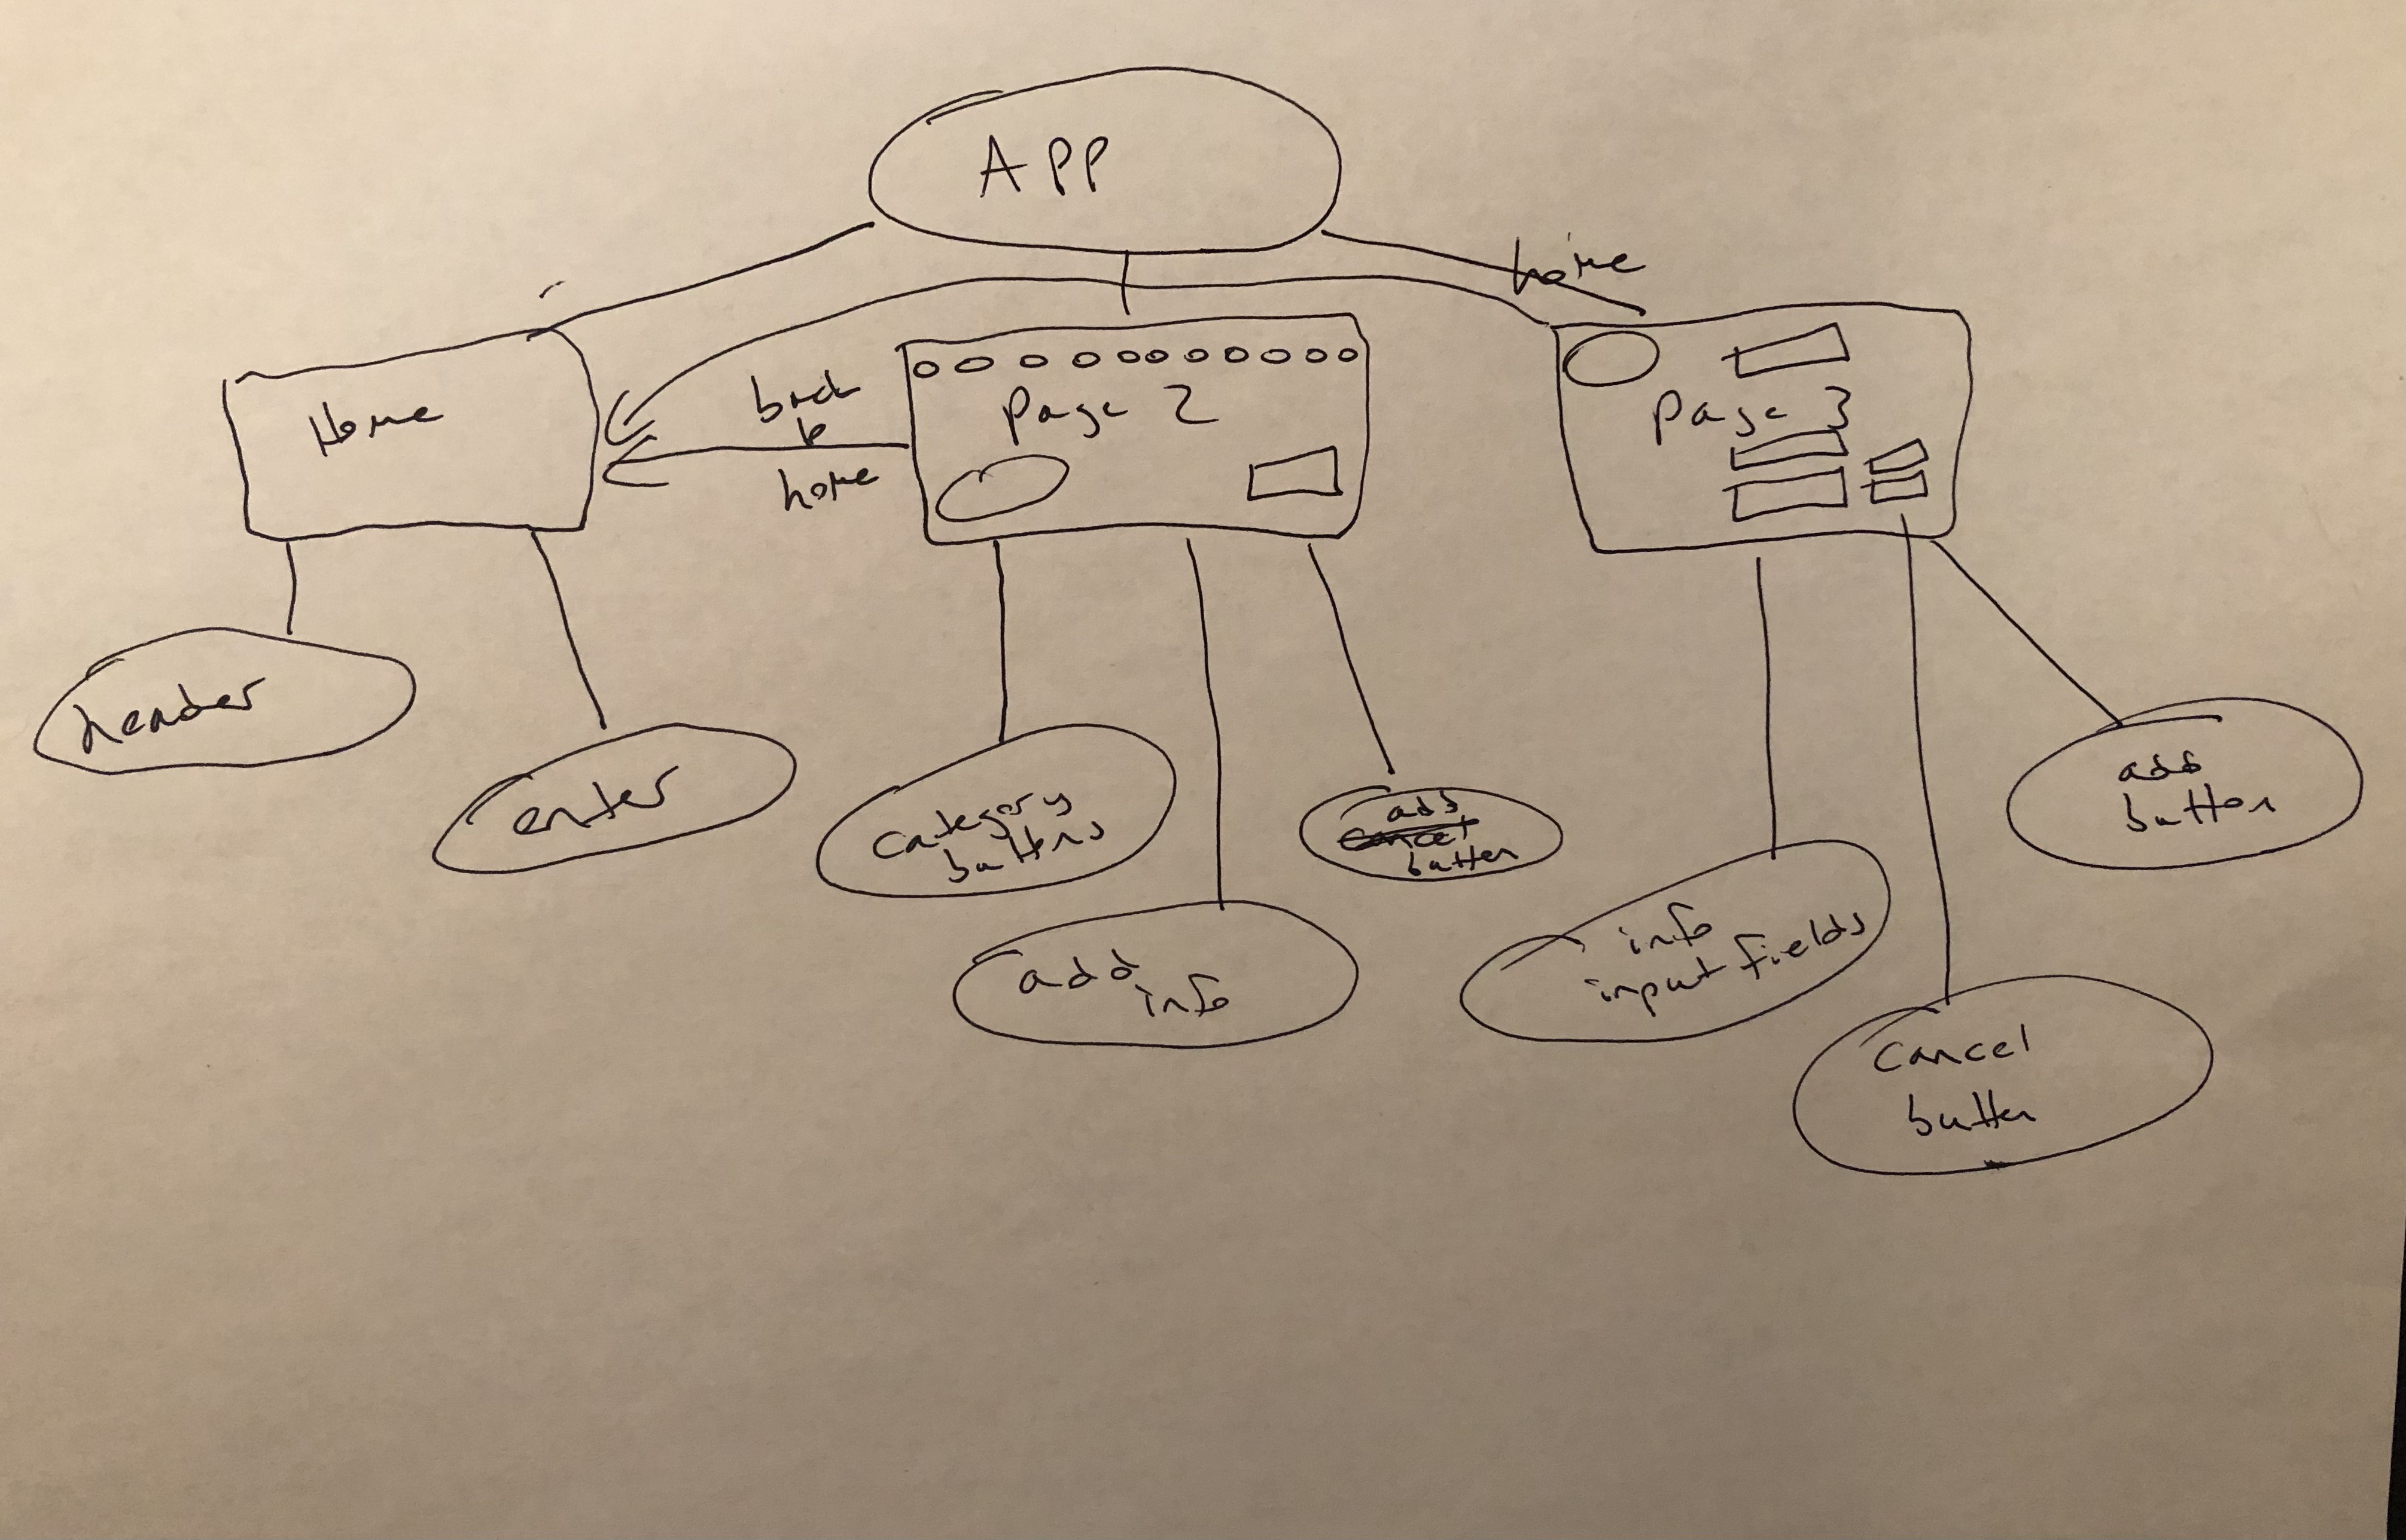 APP
home
Home
back
to
home
Page 2
Page 3
header
enter
category
buttons
add
info
add
cancel
button
info
input fields
cancel
button
add
button